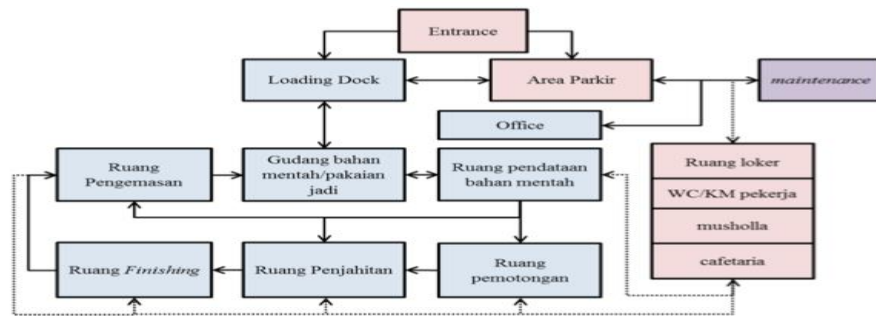 Entrance
Loading Dock
Area Parkir
maintenance
Office
Ruang
Pengemasan
Gudang bahan
mentah/pakaian
jadi
Ruang pendataan
bahan mentah
Ruang loker
WC/KM pekerja
musholla
cafetaria
Ruang Finishing
Ruang Penjahitan
Ruang
pemotongan